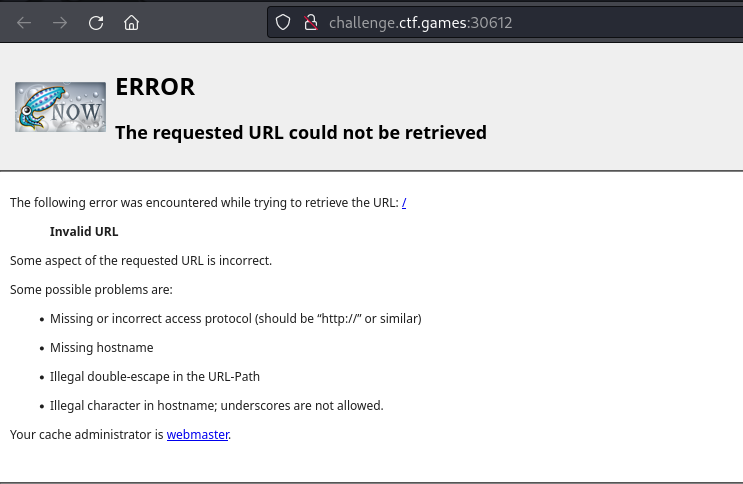 challenge.ctf.games:30612
NOW
ERROR
The requested URL could not be retrieved
The following error was encountered while trying to retrieve the URL: /
Invalid URL
Some aspect of the requested URL is incorrect.
Some possible problems are:
• Missing or incorrect access protocol (should be “http://” or similar)
• Missing hostname
• Illegal double-escape in the URL-Path
• Illegal character in hostname; underscores are not allowed.
Your cache administrator is webmaster.